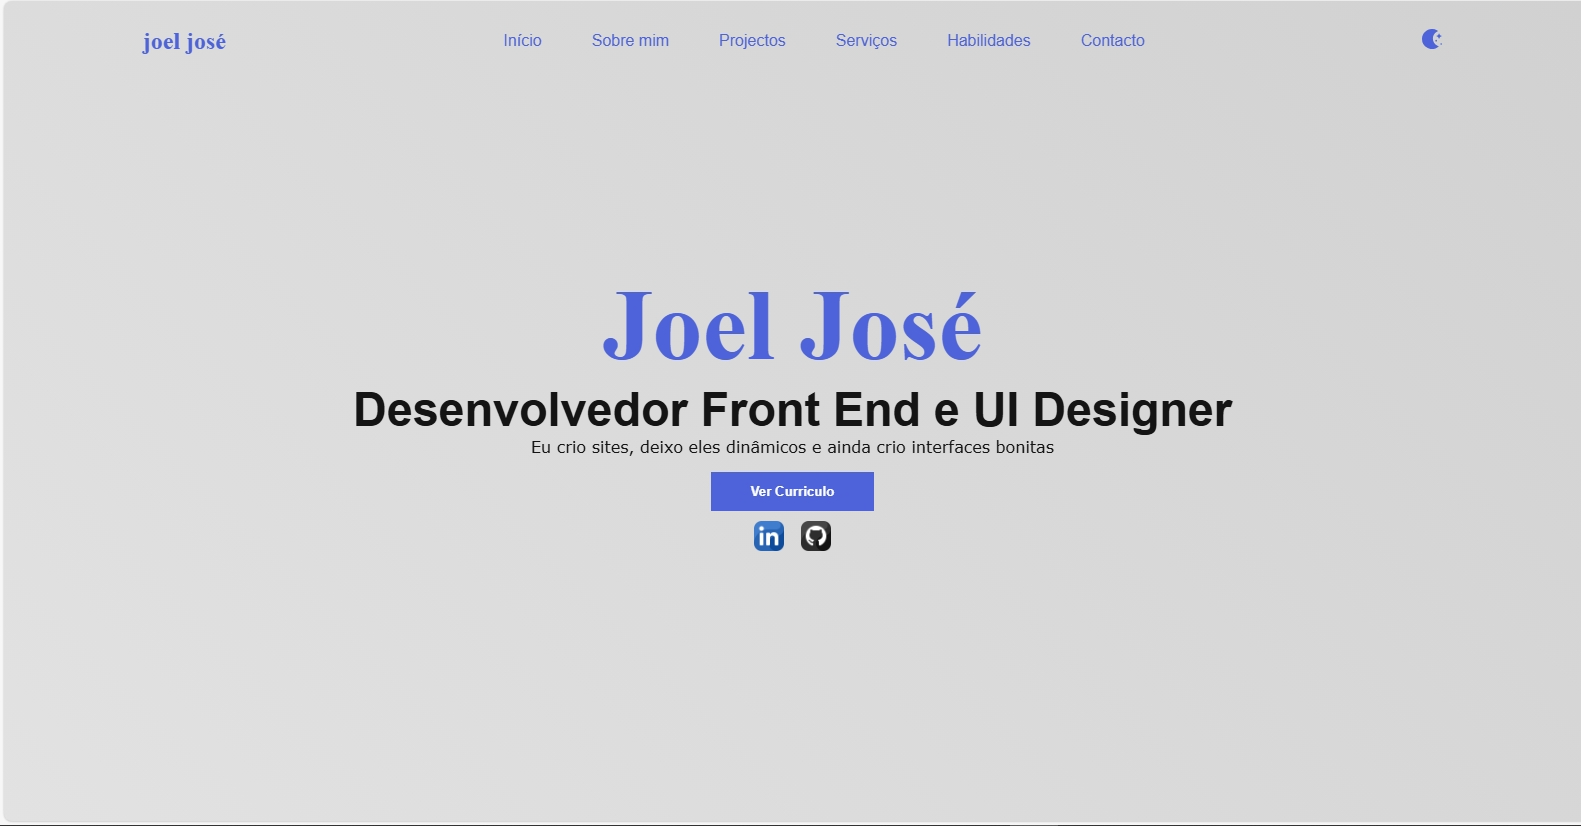 joel josé
Início Sobre mim Projectos Serviços Habilidades Contacto
Joel José
Desenvolvedor Front End e UI Designer
Eu crio sites, deixo eles dinâmicos e ainda crio interfaces bonitas
Ver Curriculo
in